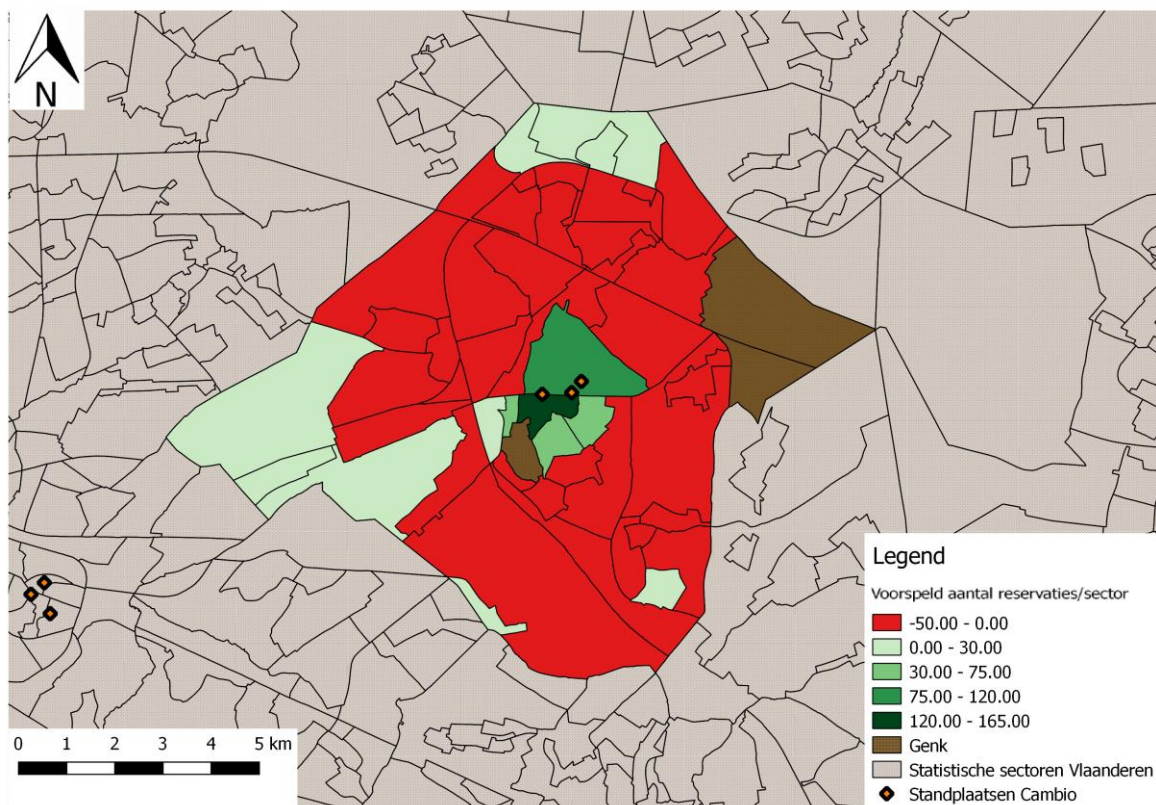 N
0 1 2 3 4 5 km
Legend
Voorspeld aantal reservaties/sector
-50.00 - 0.00
0.00 - 30.00
30.00 - 75.00
75.00 - 120.00
120.00 - 165.00
Genk
Statistische sectoren Vlaanderen
Standplaatsen Cambio